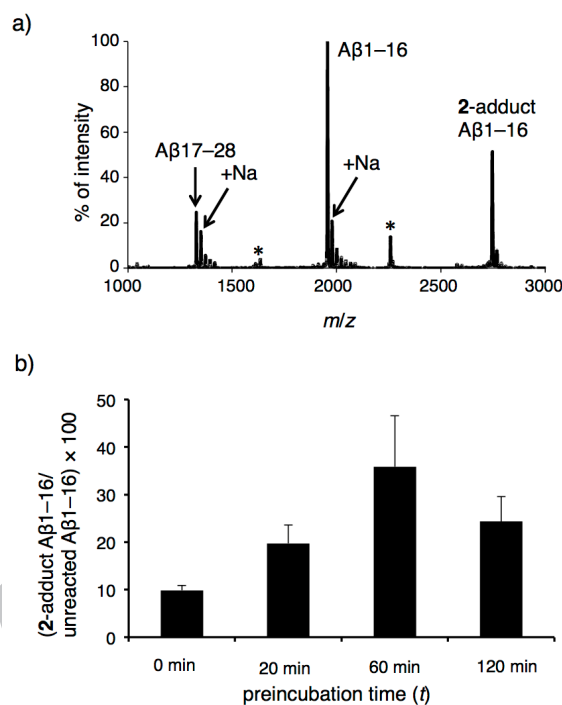 a)
% of intensity
100
80
60
40
20
0
Aβ17–28
+Na
*
Aβ1–16
+Na
*
2-adduct
Aβ1–16
1000 1500 2000 2500 3000
m/z
b)
(2-adduct Aβ1–16/
unreacted Aβ1–16) × 100
50
40
30
20
10
0
0 min 20 min 60 min 120 min
preincubation time (t)